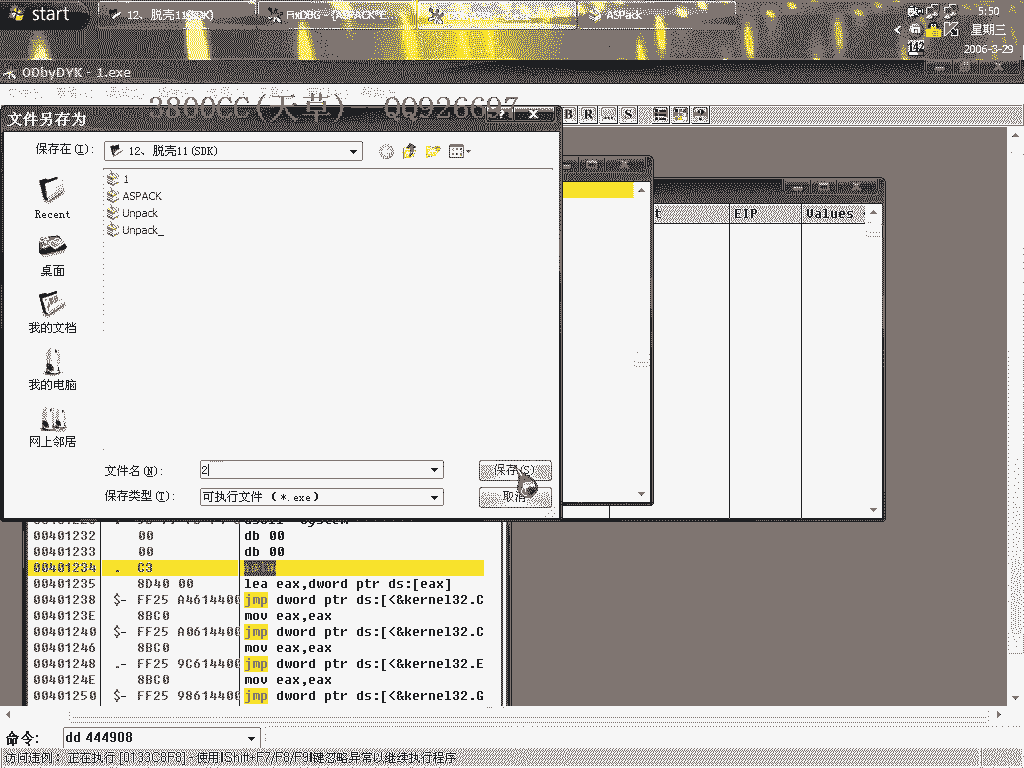 start
12、脱壳11(SDK)
FixDBG - [ASPACK
ASPack
5:50
星期三
142
2006-3-29
ODbyDYK - 1.exe
3800CC(天草) - QQ926697
文件另存为
B R ... S
保存在(I):
12、脱壳11(SDK)
1
ASPACK
Unpack
Unpack_
Recent
桌面
我的文档
我的电脑
网上邻居
t EIP Values
文件名(N):
2
保存(S)
保存类型(T):
可执行文件 (*.exe)
取消
00401232 00 db 00
00401233 00 db 00
00401234 . C3 retn
00401235 8D40 00 lea eax,dword ptr ds:[eax]
00401238 $- FF25 A4614400 jmp dword ptr ds:[<&kernel32.C
0040123E 8BC0 mov eax,eax
00401240 $- FF25 A0614400 jmp dword ptr ds:[<&kernel32.C
00401246 8BC0 mov eax,eax
00401248 .- FF25 9C614400 jmp dword ptr ds:[<&kernel32.E
0040124E 8BC0 mov eax,eax
00401250 $- FF25 98614400 jmp dword ptr ds:[<&kernel32.G
命令:
dd 444908
访问违例: 正在执行 [0133C8F8] - 使用Shift+F7/F8/F9键忽略异常以继续执行程序